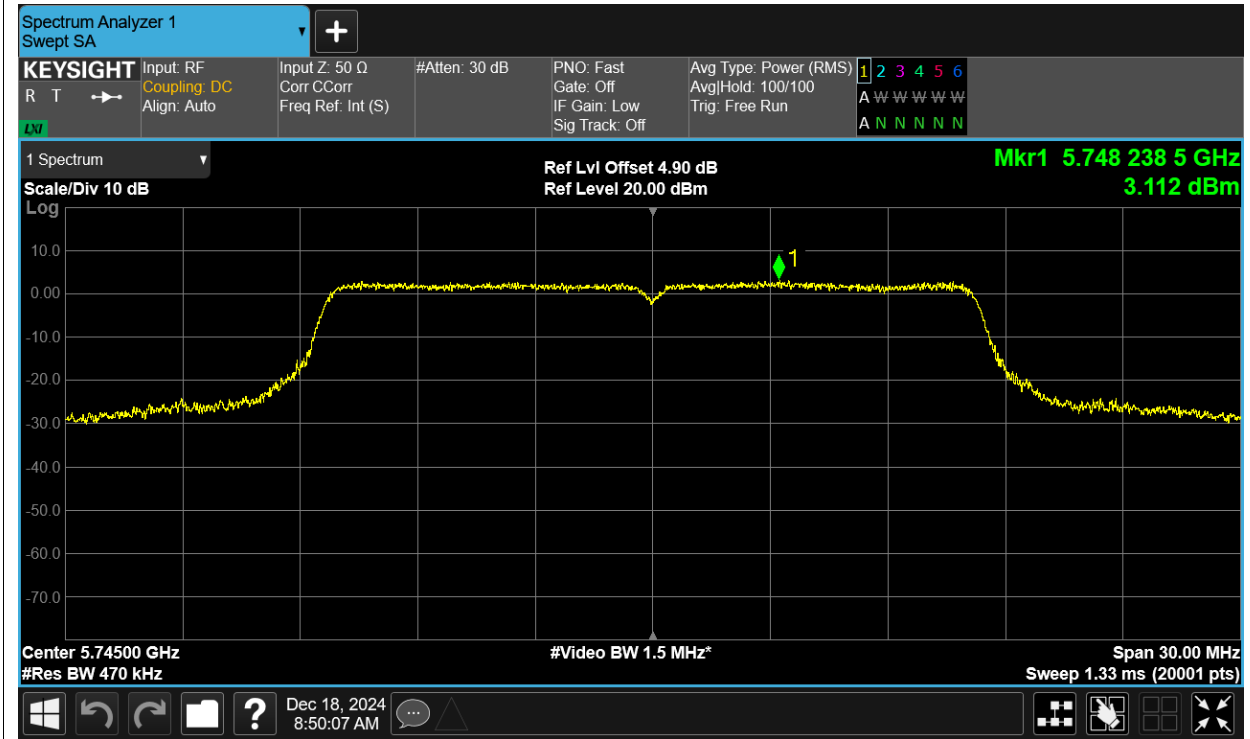 Spectrum Analyzer 1
Swept SA
+
KEYSIGHT
R T
LXI
Input: RF
Coupling: DC
Align: Auto
Input Z: 50 Ω
Corr CCorr
Freq Ref: Int (S)
#Atten: 30 dB
PNO: Fast
Gate: Off
IF Gain: Low
Sig Track: Off
Avg Type: Power (RMS)
Avg|Hold: 100/100
Trig: Free Run
1 2 3 4 5 6
A W W W W W
A N N N N N
1 Spectrum
Scale/Div 10 dB
Log
Ref Lvl Offset 4.90 dB
Ref Level 20.00 dBm
Mkr1 5.748 238 5 GHz
3.112 dBm
10.0
0.00
-10.0
-20.0
-30.0
-40.0
-50.0
-60.0
-70.0
1
Center 5.74500 GHz
#Res BW 470 kHz
#Video BW 1.5 MHz*
Span 30.00 MHz
Sweep 1.33 ms (20001 pts)
?
Dec 18, 2024
8:50:07 AM